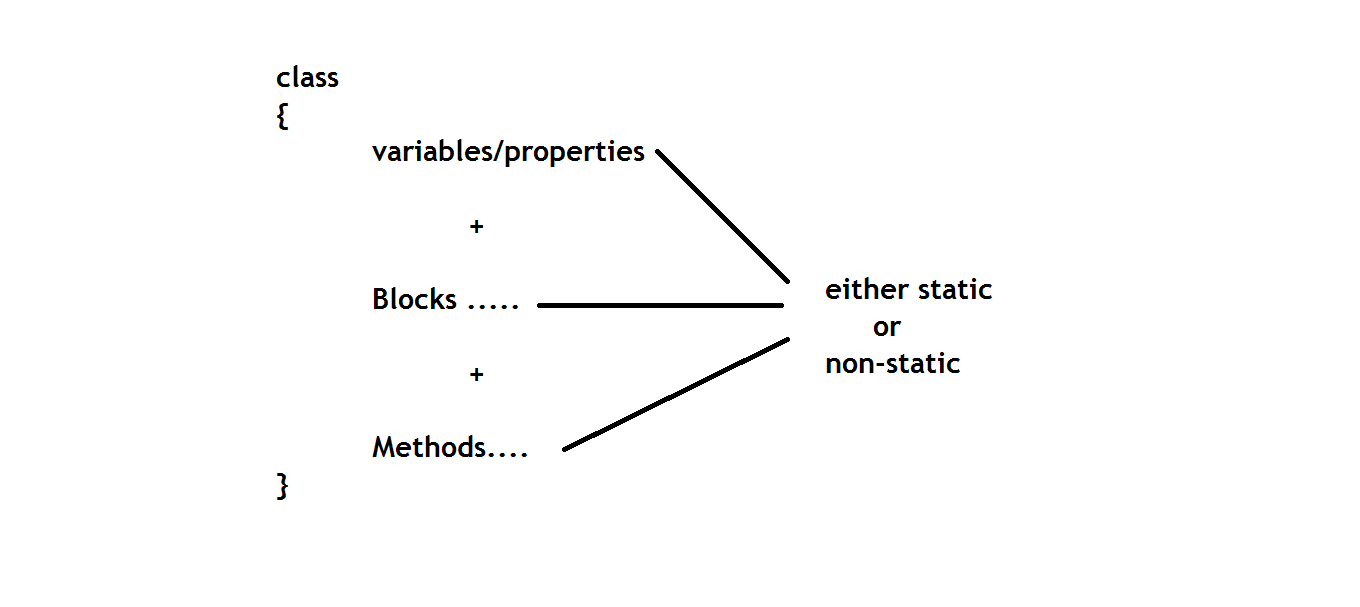 class
{
variables/properties
+
Blocks .....
either static
or
non-static
+
Methods....
}